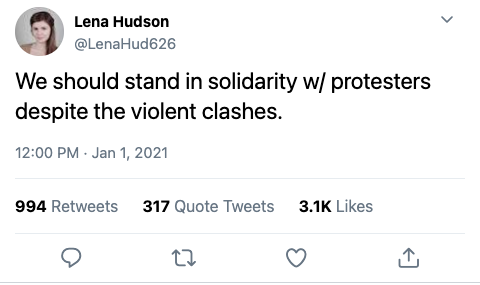 Lena Hudson
@LenaHud626
We should stand in solidarity w/ protesters
despite the violent clashes.
12:00 PM · Jan 1, 2021
994 Retweets 317 Quote Tweets 3.1K Likes